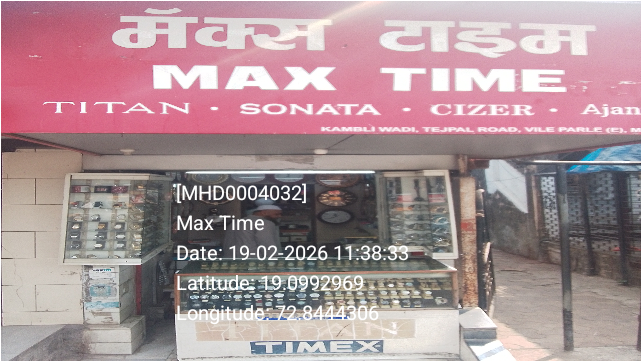 मॅक्स टाइम
MAX TIME
TITAN • SONATA • CIZER • Ajan
KAMBLI WADI, TEJPAL ROAD, VILE PARLE (E), M
[MHD0004032]
Max Time
Date: 19-02-2026 11:38:33
Latitude: 19.0992969
Longitude: 72.8444306
TIMEX